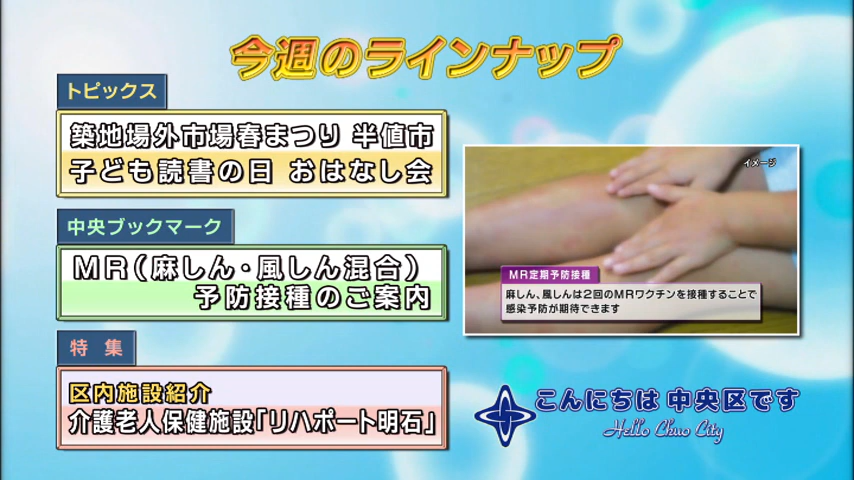 今週のラインナップ
トピックス
築地場外市場春まつり 半値市
子ども読書の日 おはなし会
中央ブックマーク
MR(麻しん・風しん混合)
予防接種のご案内
特 集
区内施設紹介
介護老人保健施設「リハポート明石」
イメージ
MR定期予防接種
麻しん、風しんは2回のMRワクチンを接種することで
感染予防が期待できます
こんにちは 中央区です
Hello Chuo City